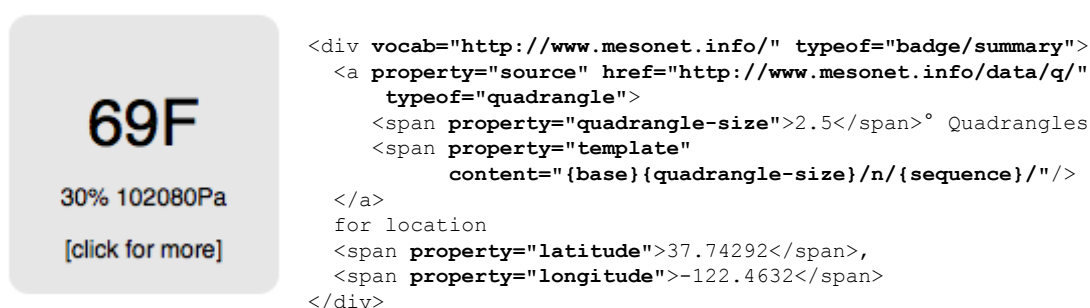 69F
30% 102080Pa
[click for more]
<div vocab="http://www.mesonet.info/" typeof="badge/summary">
<a property="source" href="http://www.mesonet.info/data/q/"
typeof="quadrangle">
<span property="quadrangle-size">2.5</span>° Quadrangles
<span property="template"
content="{base}{quadrangle-size}/n/{sequence}/"/>
</a>
for location
<span property="latitude">37.74292</span>,
<span property="longitude">-122.4632</span>
</div>